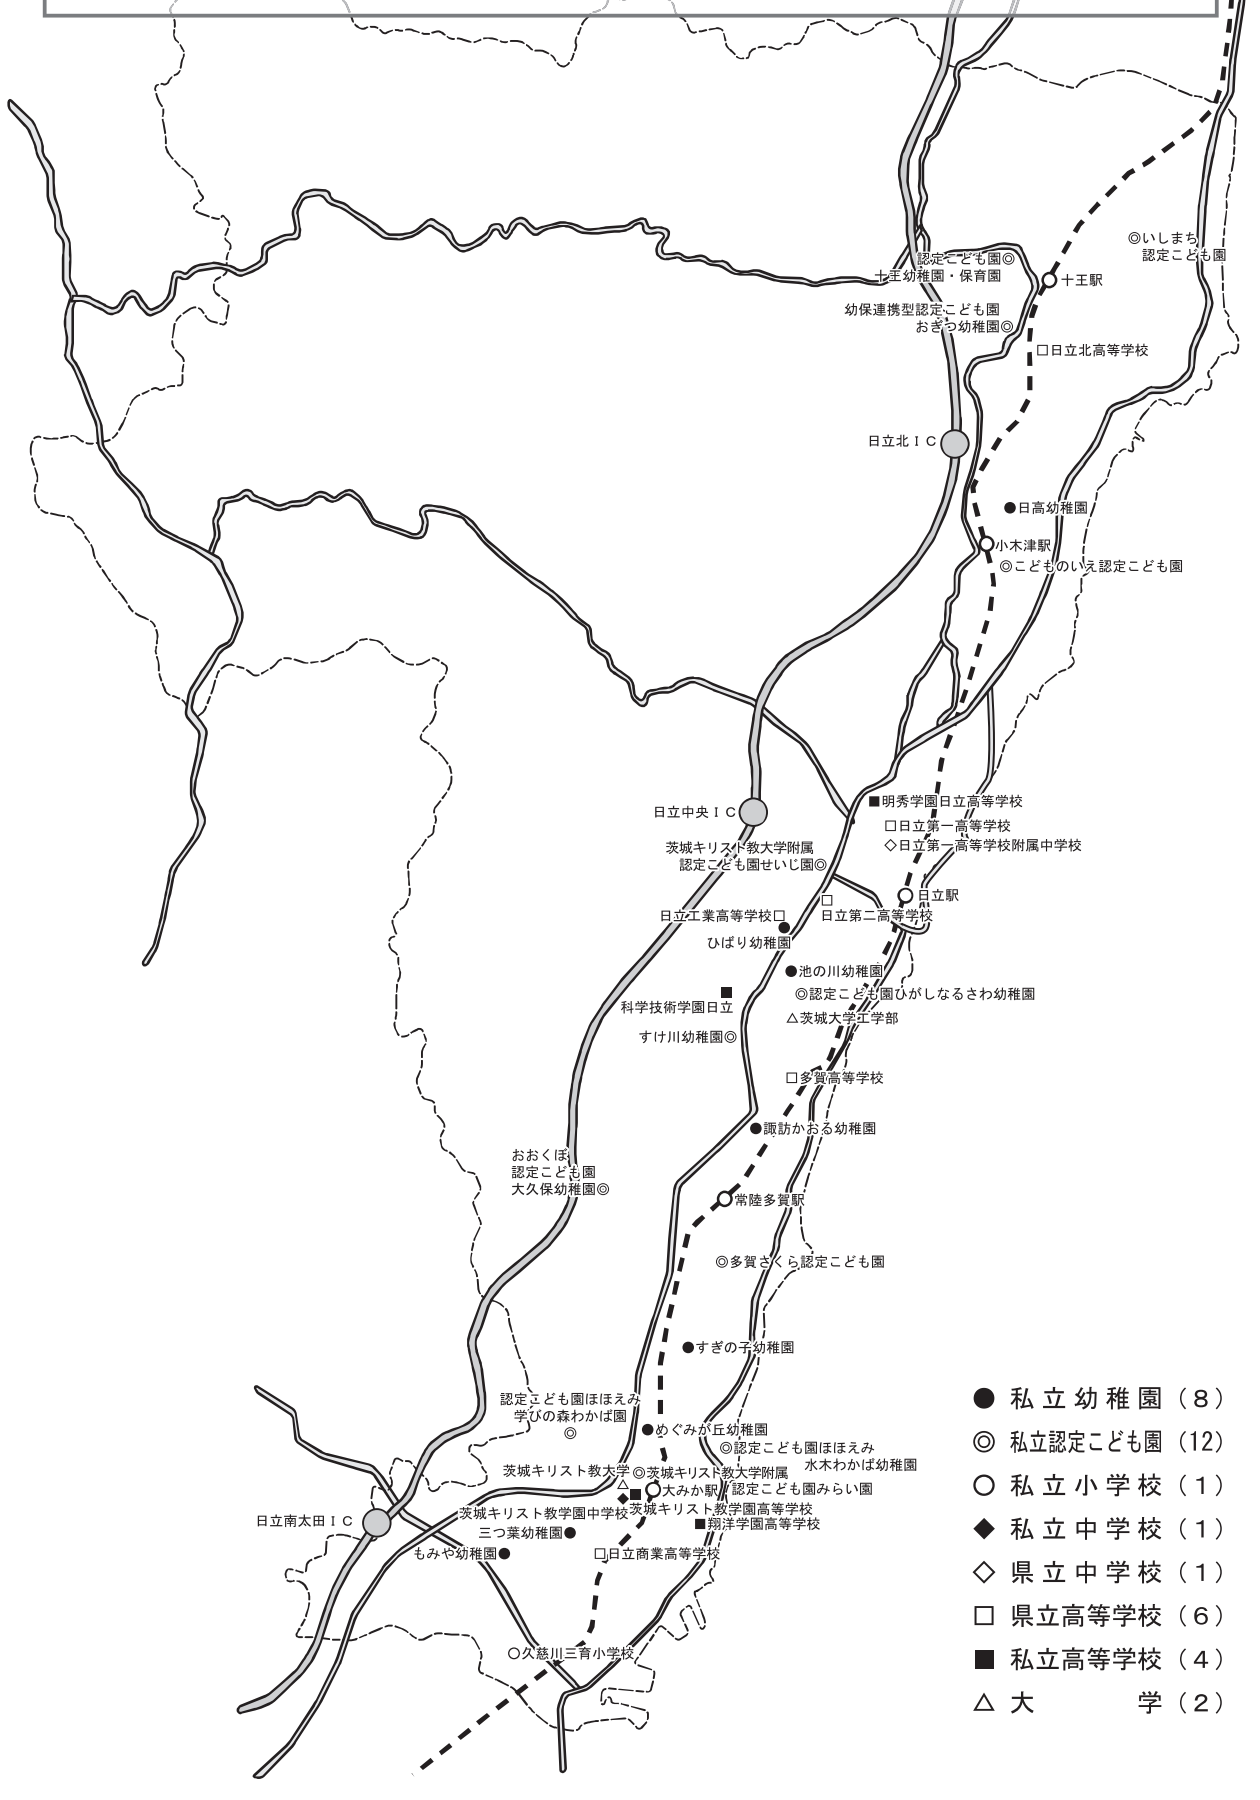 ◎いしまち
認定こども園
認定こども園◎
十王幼稚園・保育園
十王駅
幼保連携型認定こども園
おぎつ幼稚園◎
□日立北高等学校
日立北ＩＣ
●日高幼稚園
小木津駅
◎こどものいえ認定こども園
■明秀学園日立高等学校
日立中央ＩＣ
□日立第一高等学校
◇日立第一高等学校附属中学校
茨城キリスト教大学附属
認定こども園せいじ園◎
日立駅
□
日立第二高等学校
日立工業高等学校□
●
ひばり幼稚園
●池の川幼稚園
■
科学技術学園日立
◎認定こども園ひがしなるさわ幼稚園
△茨城大学工学部
すけ川幼稚園◎
□多賀高等学校
●諏訪かおる幼稚園
おおくぼ
認定こども園
大久保幼稚園◎
常陸多賀駅
◎多賀さくら認定こども園
●すぎの子幼稚園
認定こども園ほほえみ
学びの森わかば園
◎
●めぐみが丘幼稚園
◎認定こども園ほほえみ
水木わかば幼稚園
茨城キリスト教大学
△
◎茨城キリスト教大学附属
認定こども園みらい園
大みか駅
◆
茨城キリスト教学園中学校
■
茨城キリスト教学園高等学校
■翔洋学園高等学校
日立南太田ＩＣ
三つ葉幼稚園●
もみや幼稚園●
□日立商業高等学校
○久慈川三育小学校
● 私立幼稚園（8）
◎ 私立認定こども園（12）
○ 私立小学校（1）
◆ 私立中学校（1）
◇ 県立中学校（1）
□ 県立高等学校（6）
■ 私立高等学校（4）
△ 大　　　　学（2）